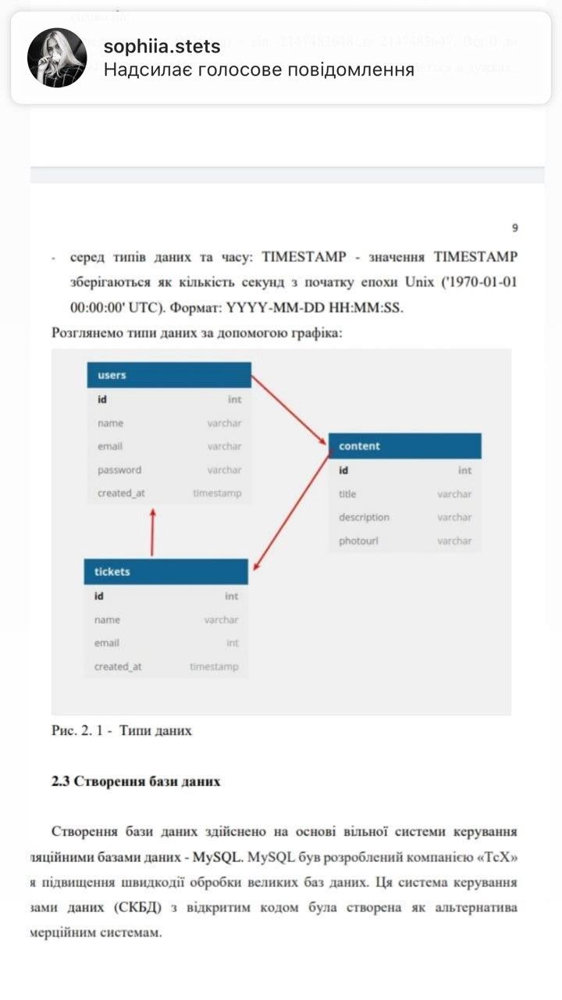 символів;
sophiia.stets
Надсилає голосове повідомлення
9
- серед типів даних та часу: TIMESTAMP - значення TIMESTAMP
зберігаються як кількість секунд з початку епохи Unix ('1970-01-01
00:00:00' UTC). Формат: YYYY-MM-DD HH:MM:SS.
Розглянемо типи даних за допомогою графіка:
users
id int
name varchar
email varchar
password varchar
created_at timestamp
content
id int
title varchar
description varchar
photourl varchar
tickets
id int
name varchar
email int
created_at timestamp
Рис. 2. 1 - Типи даних
2.3 Створення бази даних
Створення бази даних здійснено на основі вільної системи керування
ляційними базами даних - MySQL. MySQL був розроблений компанією «ТсХ»
я підвищення швидкодії обробки великих баз даних. Ця система керування
зами даних (СКБД) з відкритим кодом була створена як альтернатива
мерційним системам.